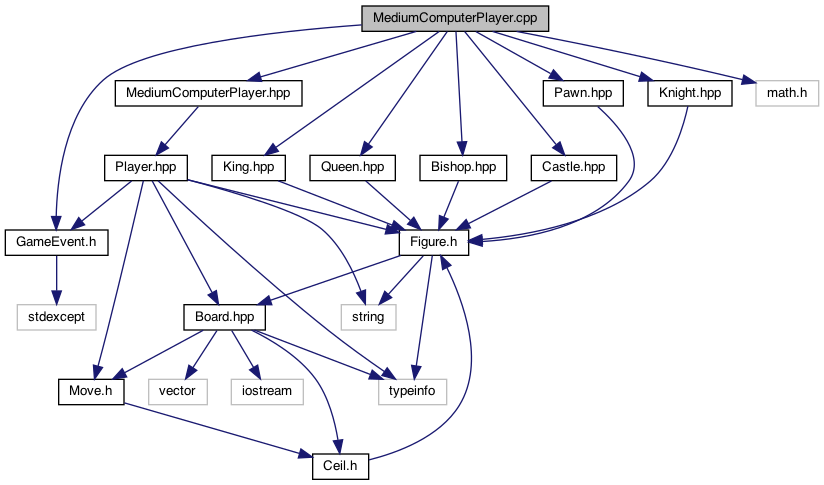 MediumComputerPlayer.cpp
MediumComputerPlayer.hpp
Pawn.hpp
Knight.hpp
math.h
Player.hpp
King.hpp
Queen.hpp
Bishop.hpp
Castle.hpp
GameEvent.h
Figure.h
stdexcept
Board.hpp
string
Move.h
vector
iostream
typeinfo
Ceil.h